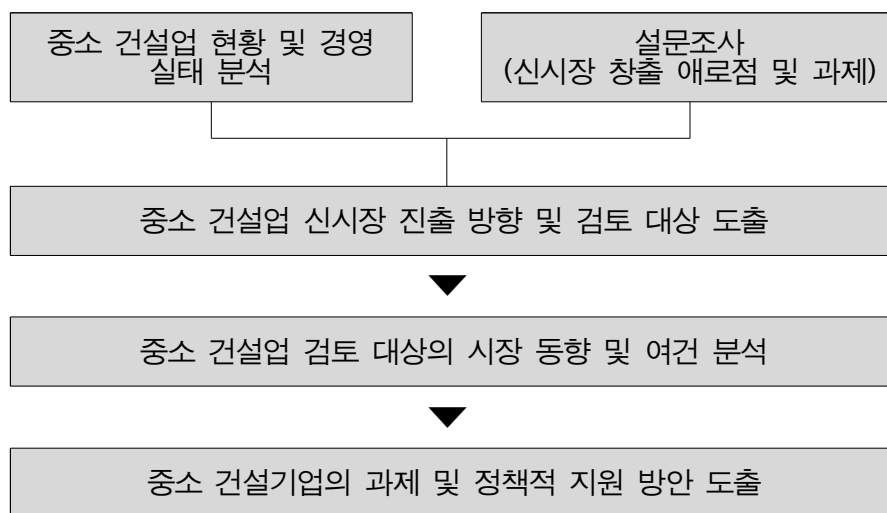 중소 건설업 현황 및 경영
실태 분석
설문조사
(신시장 창출 애로점 및 과제)
중소 건설업 신시장 진출 방향 및 검토 대상 도출
중소 건설업 검토 대상의 시장 동향 및 여건 분석
중소 건설기업의 과제 및 정책적 지원 방안 도출